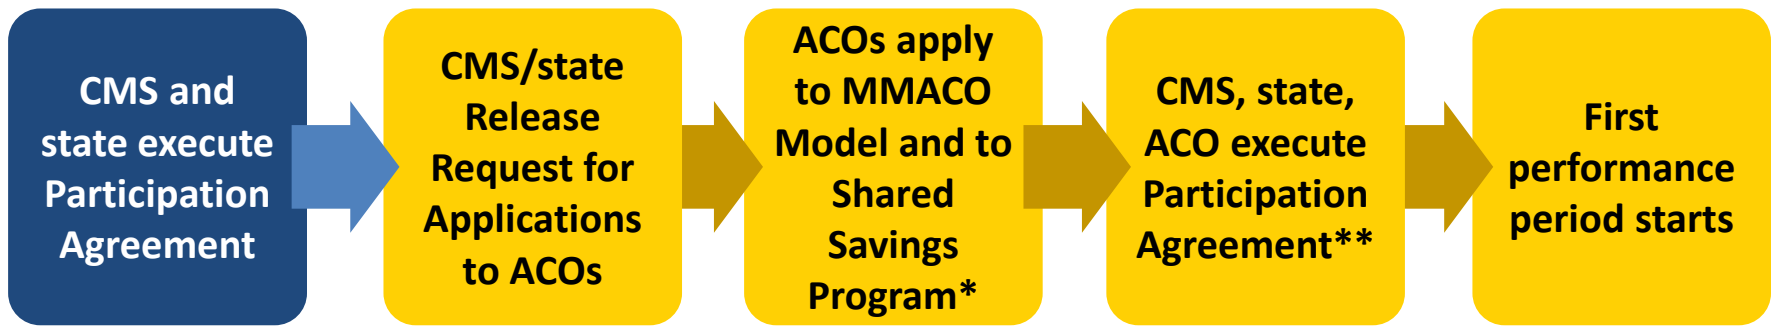 CMS and
state execute
Participation
Agreement
CMS/state
Release
Request for
Applications
to ACOs
ACOs apply
to MMACO
Model and to
Shared
Savings
Program*
CMS, state,
ACO execute
Participation
Agreement**
First
performance
period starts